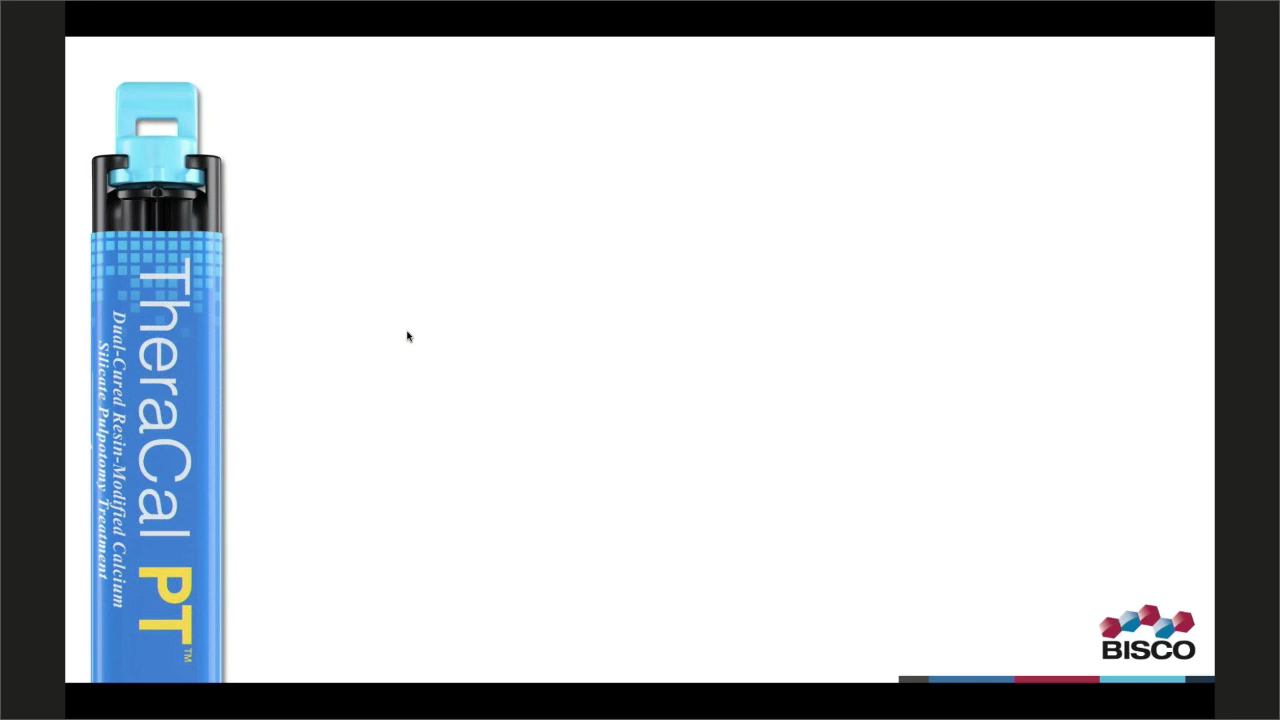 TheraCal PT™
Dual-Cured Resin-Modified Calcium
Silicate Pulpotomy Treatment
BISCO